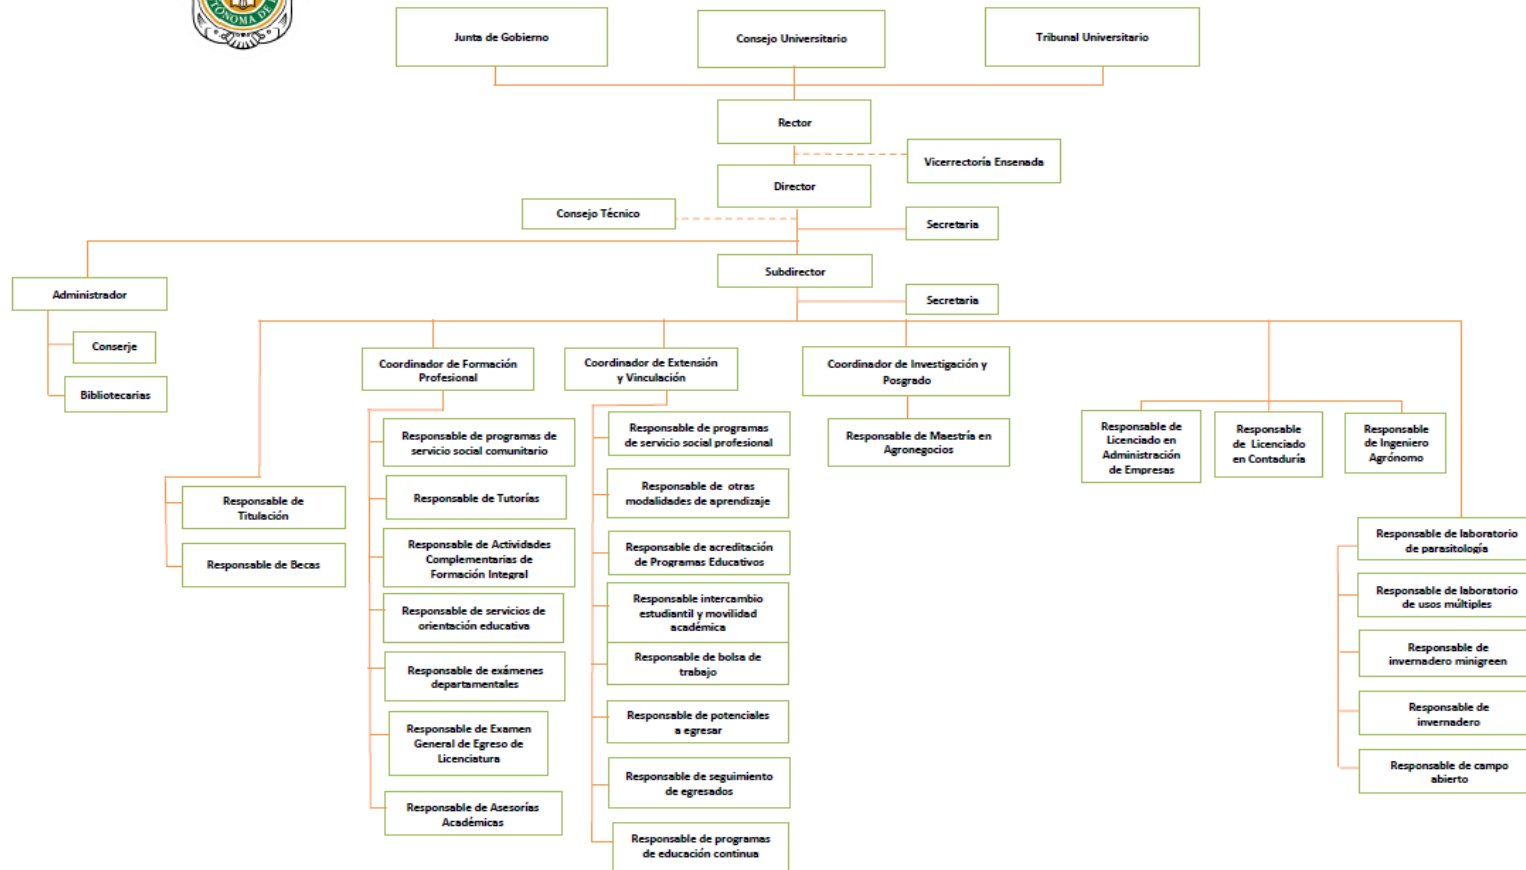 TÓNOMA DE
Junta de Gobierno
Consejo Universitario
Tribunal Universitario
Rector
Vicerrectoría Ensenada
Director
Consejo Técnico
Secretaria
Subdirector
Administrador
Secretaria
Conserje
Bibliotecarias
Coordinador de Formación
Profesional
Coordinador de Extensión
y Vinculación
Coordinador de Investigación y
Posgrado
Responsable de programas de
servicio social comunitario
Responsable de Tutorías
Responsable de Actividades
Complementarias de
Formación Integral
Responsable de servicios de
orientación educativa
Responsable de exámenes
departamentales
Responsable de Examen
General de Egreso de
Licenciatura
Responsable de Asesorías
Académicas
Responsable de programas
de servicio social profesional
Responsable de otras
modalidades de aprendizaje
Responsable de acreditación
de Programas Educativos
Responsable intercambio
estudiantil y movilidad
académica
Responsable de bolsa de
trabajo
Responsable de potenciales
a egresar
Responsable de seguimiento
de egresados
Responsable de programas
de educación continua
Responsable de Maestría en
Agronegocios
Responsable de
Licenciado en
Administración
de Empresas
Responsable
de Licenciado
en Contaduría
Responsable
de Ingeniero
Agrónomo
Responsable de
Titulación
Responsable de Becas
Responsable de laboratorio
de parasitología
Responsable de laboratorio
de usos múltiples
Responsable de
invernadero minigreen
Responsable de
invernadero
Responsable de campo
abierto